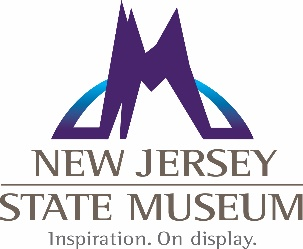 NEW JERSEY
STATE MUSEUM
Inspiration. On display.